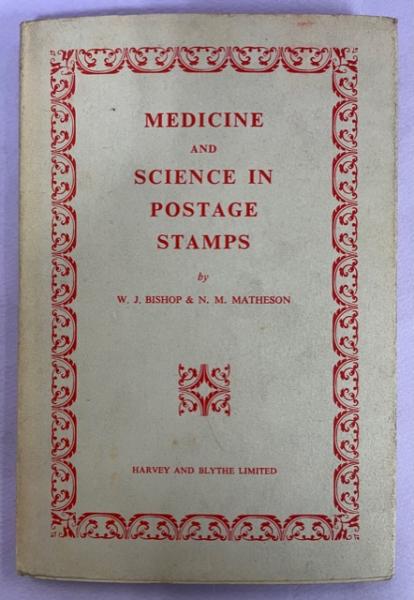 MEDICINE
AND
SCIENCE IN
POSTAGE
STAMPS
by
W. J. BISHOP & N. M. MATHESON
HARVEY AND BLYTHE LIMITED